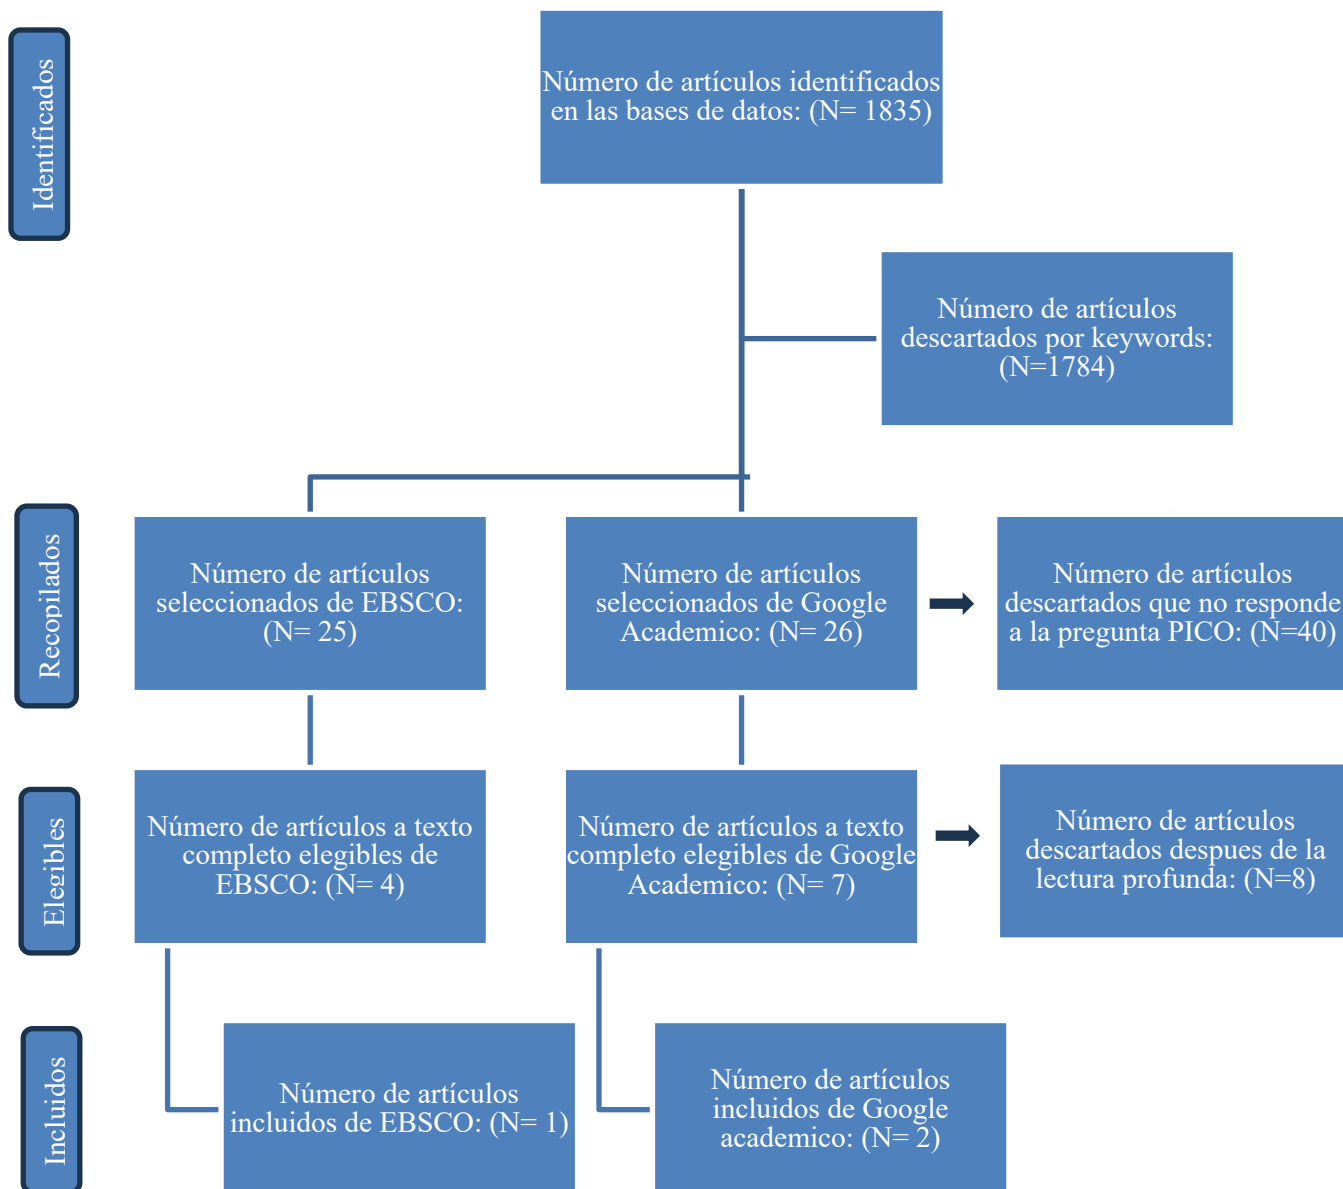 Identificados
Número de artículos identificados
en las bases de datos: (N= 1835)
Número de artículos
descartados por keywords:
(N=1784)
Recopilados
Número de artículos
seleccionados de EBSCO:
(N= 25)
Número de artículos
seleccionados de Google
Academico: (N= 26)
Número de artículos
descartados que no responde
a la pregunta PICO: (N=40)
Elegibles
Número de artículos a texto
completo elegibles de
EBSCO: (N= 4)
Número de artículos a texto
completo elegibles de Google
Academico: (N= 7)
Número de artículos
descartados despues de la
lectura profunda: (N=8)
Incluidos
Número de artículos
incluidos de EBSCO: (N= 1)
Número de artículos
incluidos de Google
academico: (N= 2)